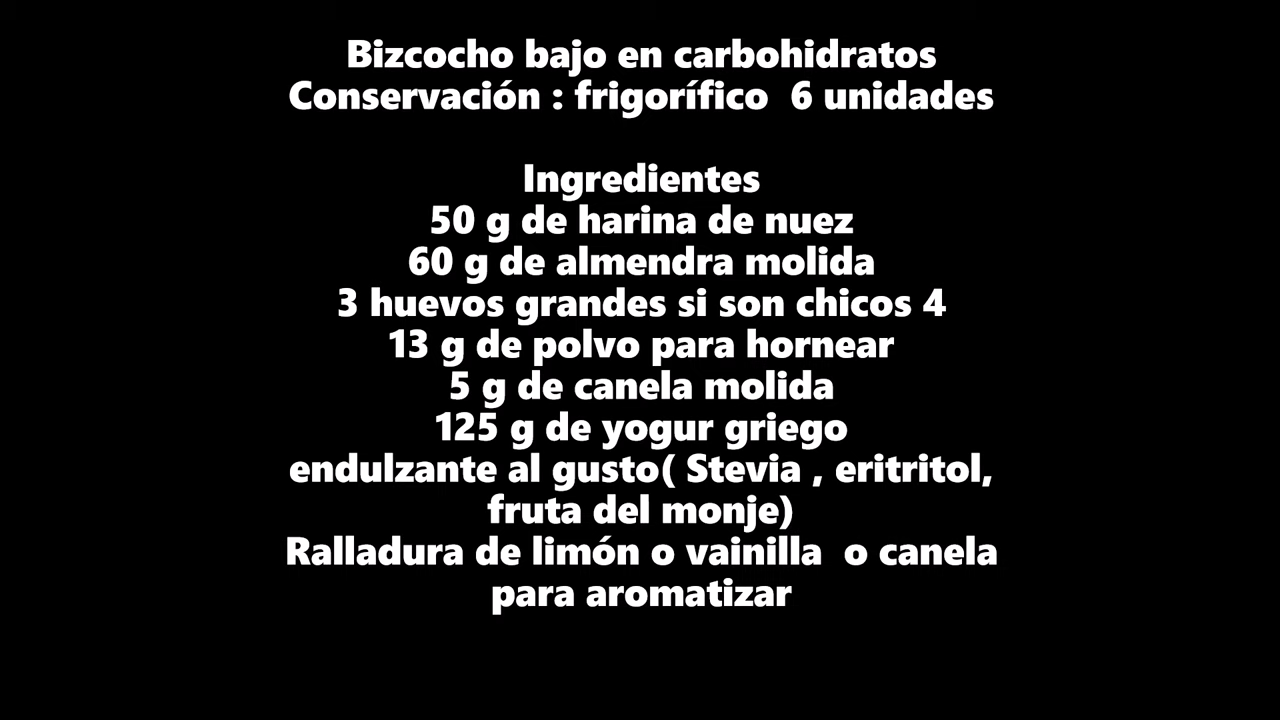 Bizcocho bajo en carbohidratos
Conservación : frigorífico  6 unidades
Ingredientes
50 g de harina de nuez
60 g de almendra molida
3 huevos grandes si son chicos 4
13 g de polvo para hornear
5 g de canela molida
125 g de yogur griego
endulzante al gusto( Stevia , eritritol,
fruta del monje)
Ralladura de limón o vainilla  o canela
para aromatizar